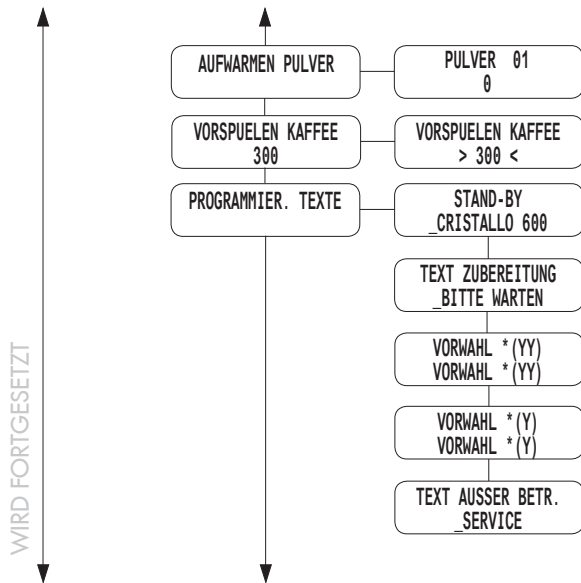 AUFWARMEN PULVER
PULVER 01
0
VORSPUELEN KAFFEE
300
VORSPUELEN KAFFEE
> 300 <
PROGRAMMIER. TEXTE
STAND-BY
_CRISTALLO 600
TEXT ZUBEREITUNG
_BITTE WARTEN
VORWAHL *(YY)
VORWAHL *(YY)
VORWAHL *(Y)
VORWAHL *(Y)
TEXT AUSSER BETR.
_SERVICE
WIRD FORTGESETZT